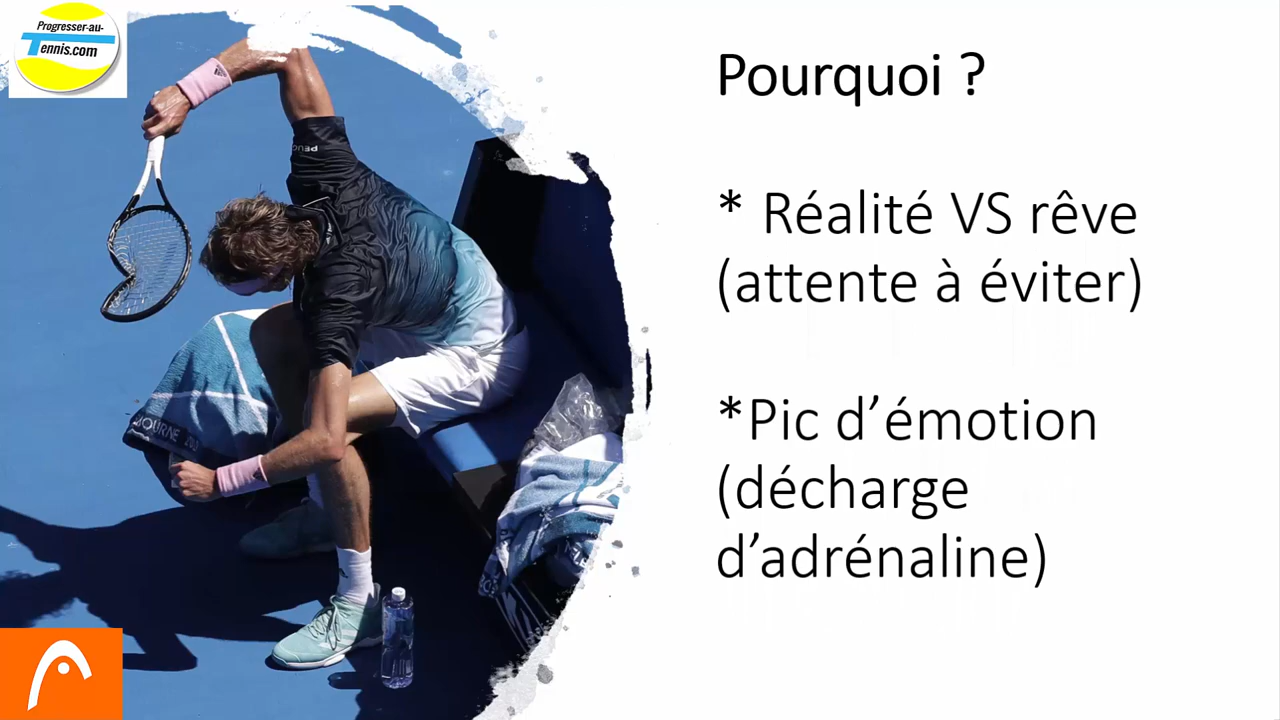 Progresser-au-
Tennis.com
Pourquoi ?
* Réalité VS rêve
(attente à éviter)
*Pic d’émotion
(décharge
d’adrénaline)